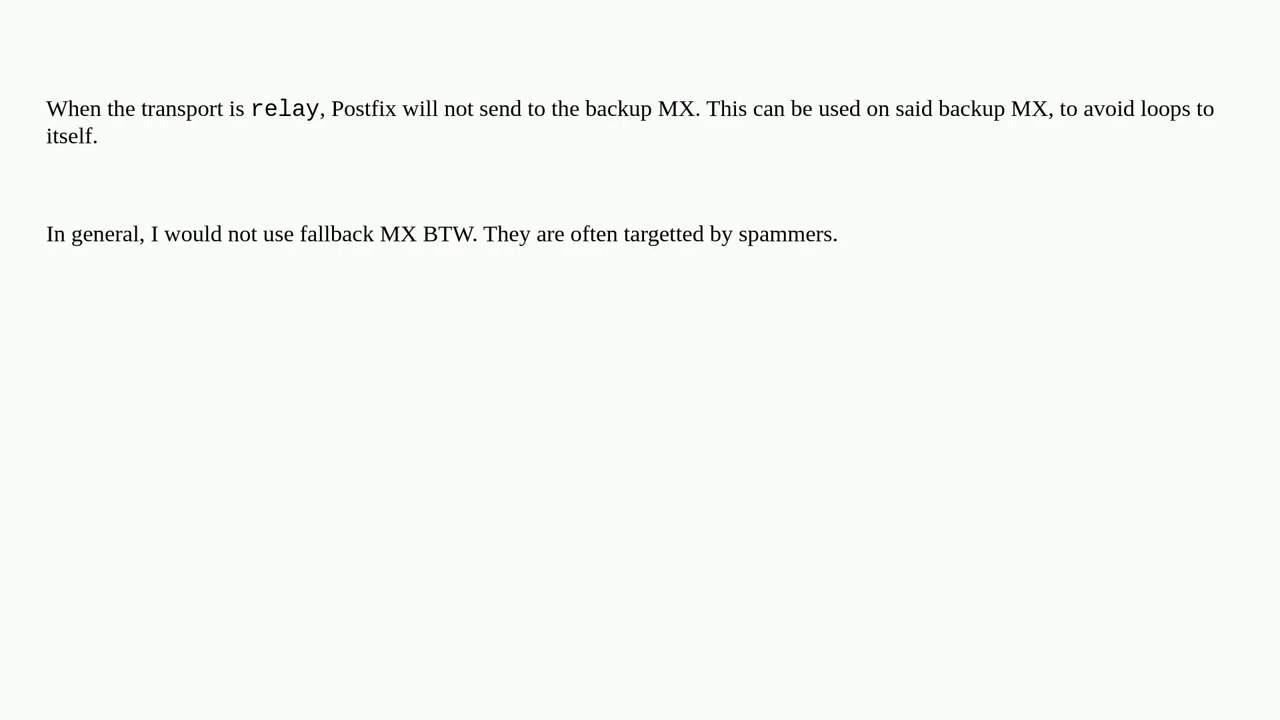 When the transport is relay, Postfix will not send to the backup MX. This can be used on said backup MX, to avoid loops to
itself.
In general, I would not use fallback MX BTW. They are often targetted by spammers.